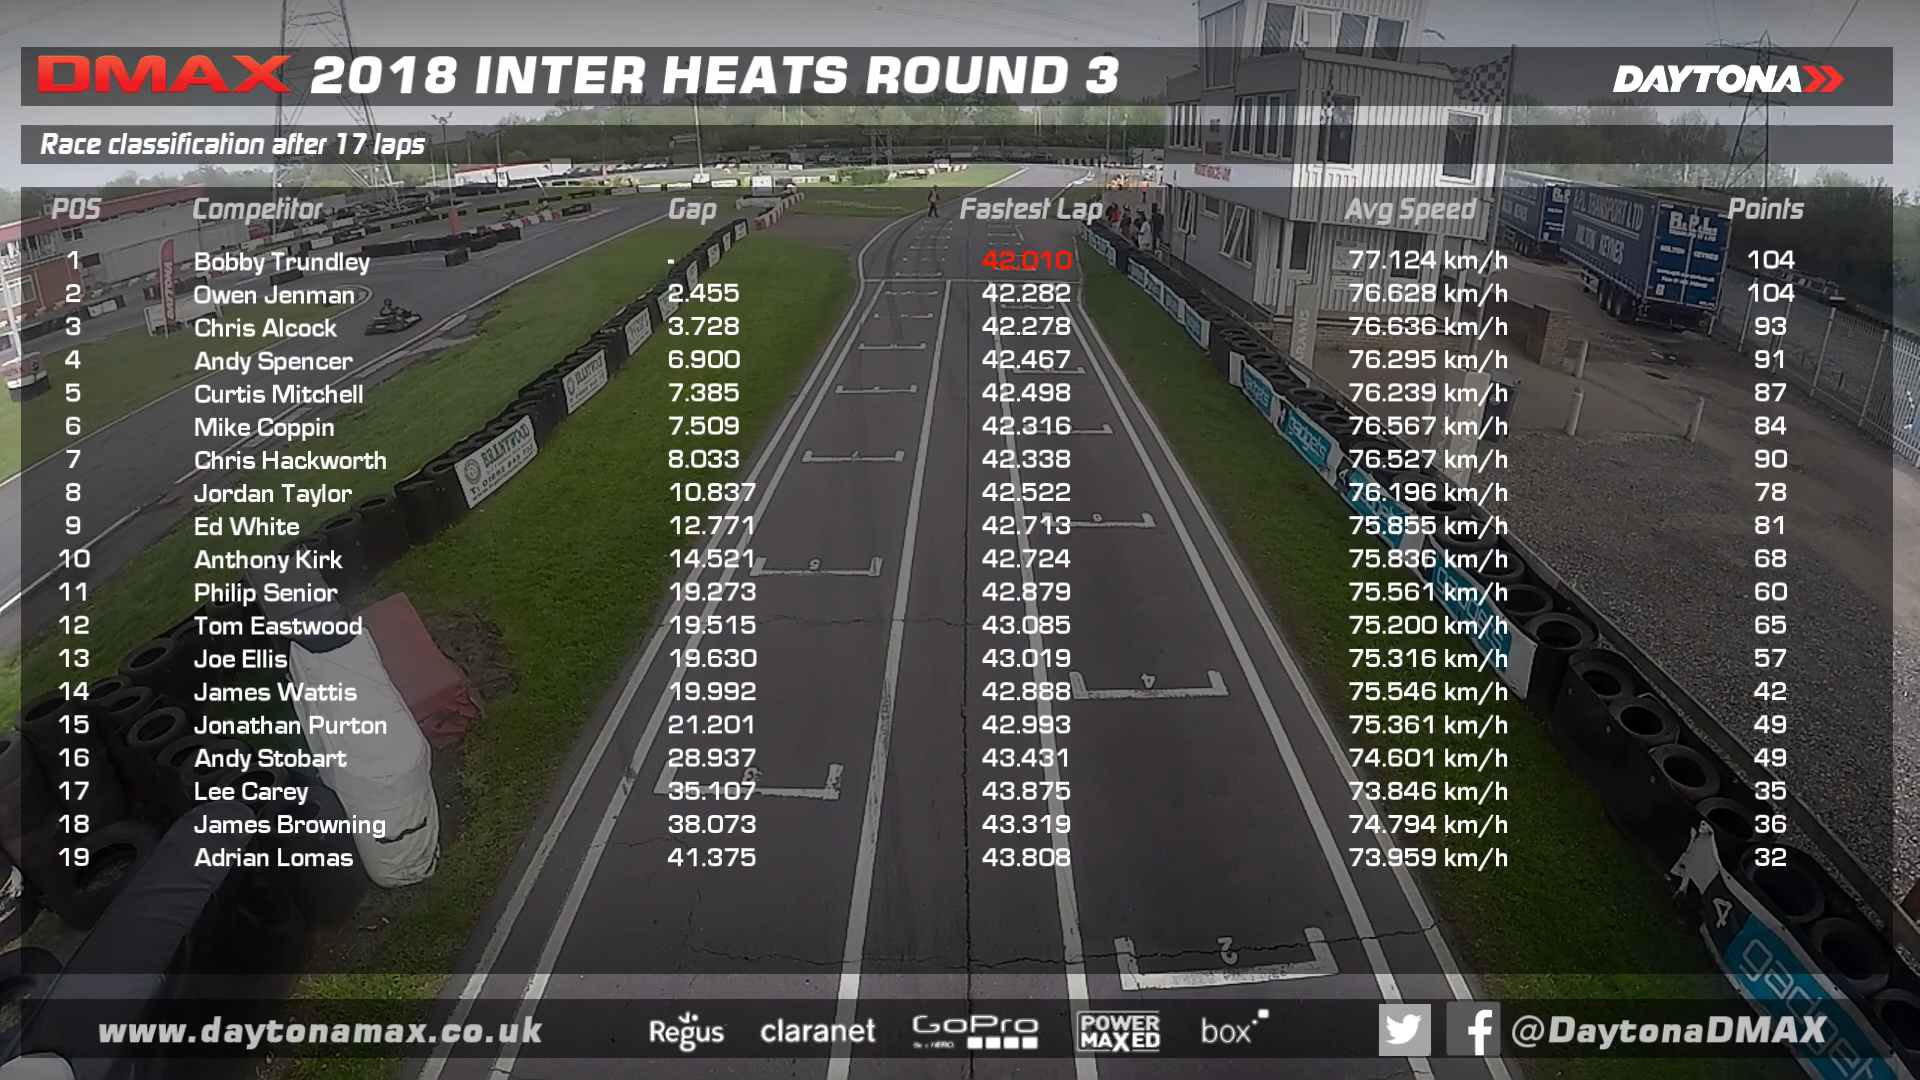 DMAX 2018 INTER HEATS ROUND 3 DAYTONA
Race classification after 17 laps
POS Competitor Gap Fastest Lap Avg Speed Points
1 Bobby Trundley - 42.010 77.124 km/h 104
2 Owen Jenman 2.455 42.282 76.628 km/h 104
3 Chris Alcock 3.728 42.278 76.636 km/h 93
4 Andy Spencer 6.900 42.467 76.295 km/h 91
5 Curtis Mitchell 7.385 42.498 76.239 km/h 87
6 Mike Coppin 7.509 42.316 76.567 km/h 84
7 Chris Hackworth 8.033 42.338 76.527 km/h 90
8 Jordan Taylor 10.837 42.522 76.196 km/h 78
9 Ed White 12.771 42.713 75.855 km/h 81
10 Anthony Kirk 14.521 42.724 75.836 km/h 68
11 Philip Senior 19.273 42.879 75.561 km/h 60
12 Tom Eastwood 19.515 43.085 75.200 km/h 65
13 Joe Ellis 19.630 43.019 75.316 km/h 57
14 James Wattis 19.992 42.888 75.546 km/h 42
15 Jonathan Purton 21.201 42.993 75.361 km/h 49
16 Andy Stobart 28.937 43.431 74.601 km/h 49
17 Lee Carey 35.107 43.875 73.846 km/h 35
18 James Browning 38.073 43.319 74.794 km/h 36
19 Adrian Lomas 41.375 43.808 73.959 km/h 32
BRENTWOOD
gadgets
gadgets
6
5
4
3
2
4
www.daytonamax.co.uk Regus claranet GoPro POWER MAXED box @DaytonaDMAX